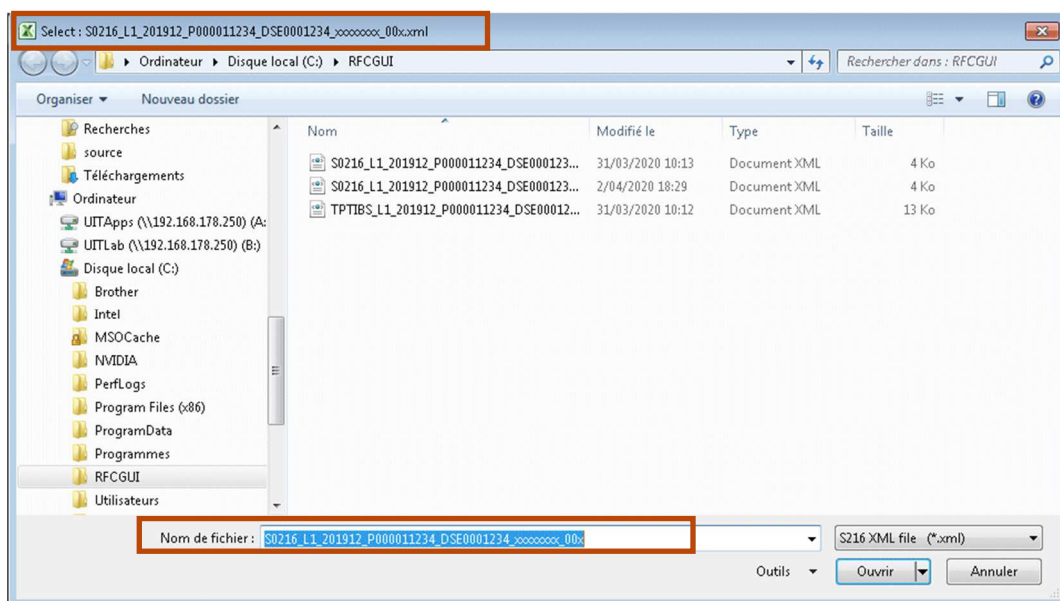 Select : S0216_L1_201912_P000011234_DSE0001234_xxxxxxxx_00x.xml
Ordinateur Disque local (C:) RFCGUI Rechercher dans : RFCGUI
Organiser Nouveau dossier
Recherches
source
Téléchargements
Ordinateur
UITApps (\\192.168.178.250) (A:
UITLab (\\192.168.178.250) (B:)
Disque local (C:)
Brother
Intel
MSOCache
NVIDIA
PerfLogs
Program Files (x86)
ProgramData
Programmes
RFCGUI
Utilisateurs
Nom Modifié le Type Taille
S0216_L1_201912_P000011234_DSE000123... 31/03/2020 10:13 Document XML 4 Ko
S0216_L1_201912_P000011234_DSE000123... 2/04/2020 18:29 Document XML 4 Ko
TPTIBS_L1_201912_P000011234_DSE00012... 31/03/2020 10:12 Document XML 13 Ko
Nom de fichier : S0216_L1_201912_P000011234_DSE0001234_xxxxxxxx_00x S216 XML file (*.xml)
Outils Ouvrir Annuler